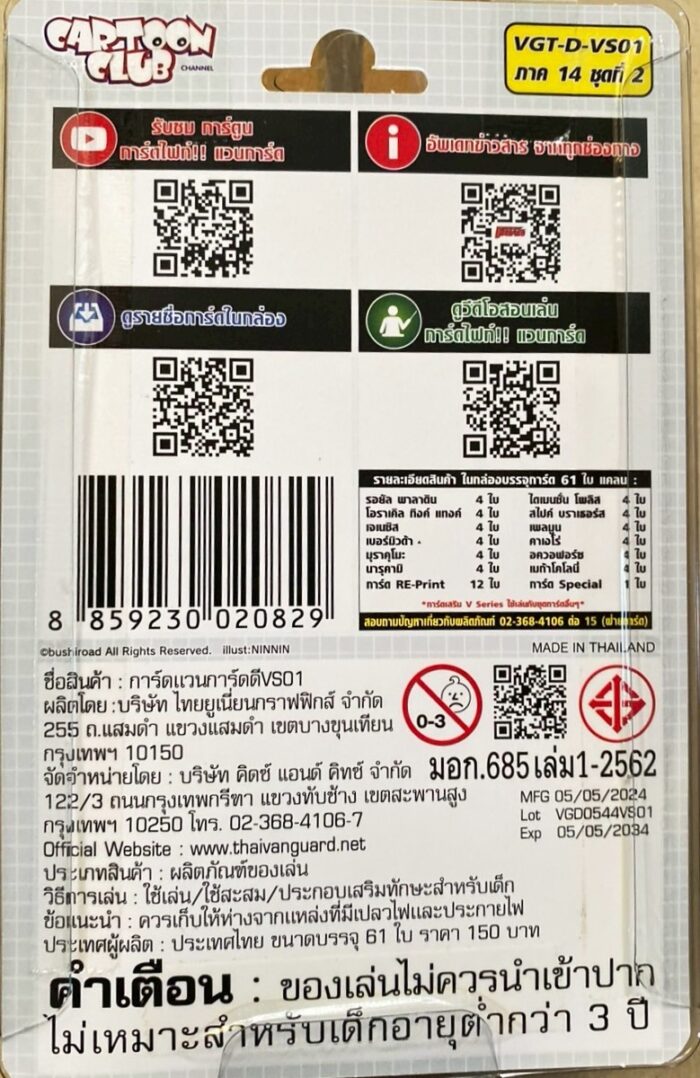 CARTOON
CLUB
CHANNEL
VGT-D-VS01
ภาค 14 ชุดที่ 2
รับชม การ์ตูน
การ์ดไฟท์!! แวนการ์ด
อัพเดทข่าวสาร จากทุกช่องทาง
ดูรายชื่อการ์ดในกล่อง
ดูวีดีโอสอนเล่น
การ์ดไฟท์!! แวนการ์ด
8 859230 020829
รายละเอียดสินค้า ในกล่องบรรจุการ์ด 61 ใบ แคลน :
รอยัล พาลาดิน 4 ใบ ไดเมนชั่น โพลิส 4 ใบ
โอราเคิล ทิงค์ แทงค์ 4 ใบ สไปค์ บราเธอร์ส 4 ใบ
เจเนซิส 4 ใบ เพลมูน 4 ใบ
เบอร์มิวด้า 4 ใบ คาเงโร่ 4 ใบ
มุราคุโมะ 4 ใบ อควอฟอร์ซ 4 ใบ
นารุคามิ 4 ใบ เมก้าโคโลนี่ 4 ใบ
การ์ด RE-Print 12 ใบ การ์ด Special 1 ใบ
*การ์ดเสริม V Series ใช้เล่นกับชุดการ์ดอื่นๆ*
สอบถามปัญหาเกี่ยวกับผลิตภัณฑ์ 02-368-4106 ต่อ 15 (ฝ่ายการ์ด)
©bushiroad All Rights Reserved. illust:NINNIN
MADE IN THAILAND
ชื่อสินค้า : การ์ดแวนการ์ดดีVS01
ผลิตโดย :บริษัท ไทยยูเนี่ยนกราฟฟิกส์ จำกัด
255 ถ.แสมดำ แขวงแสมดำ เขตบางขุนเทียน
กรุงเทพฯ 10150
0-3
จัดจำหน่ายโดย : บริษัท คิดซ์ แอนด์ คิทซ์ จำกัด
มอก.685เล่ม1-2562
122/3 ถนนกรุงเทพกรีฑา แขวงทับช้าง เขตสะพานสูง
กรุงเทพฯ 10250 โทร. 02-368-4106-7
MFG 05/05/2024
Lot VGD0544VS01
Exp 05/05/2034
Official Website : www.thaivanguard.net
ประเภทสินค้า : ผลิตภัณฑ์ของเล่น
วิธีการเล่น : ใช้เล่น/ใช้สะสม/ประกอบเสริมทักษะสำหรับเด็ก
ข้อแนะนำ : ควรเก็บให้ห่างจากแหล่งที่มีเปลวไฟและประกายไฟ
ประเทศผู้ผลิต : ประเทศไทย ขนาดบรรจุ 61 ใบ ราคา 150 บาท
คำเตือน : ของเล่นไม่ควรนำเข้าปาก
ไม่เหมาะสำหรับเด็กอายุต่ำกว่า 3 ปี